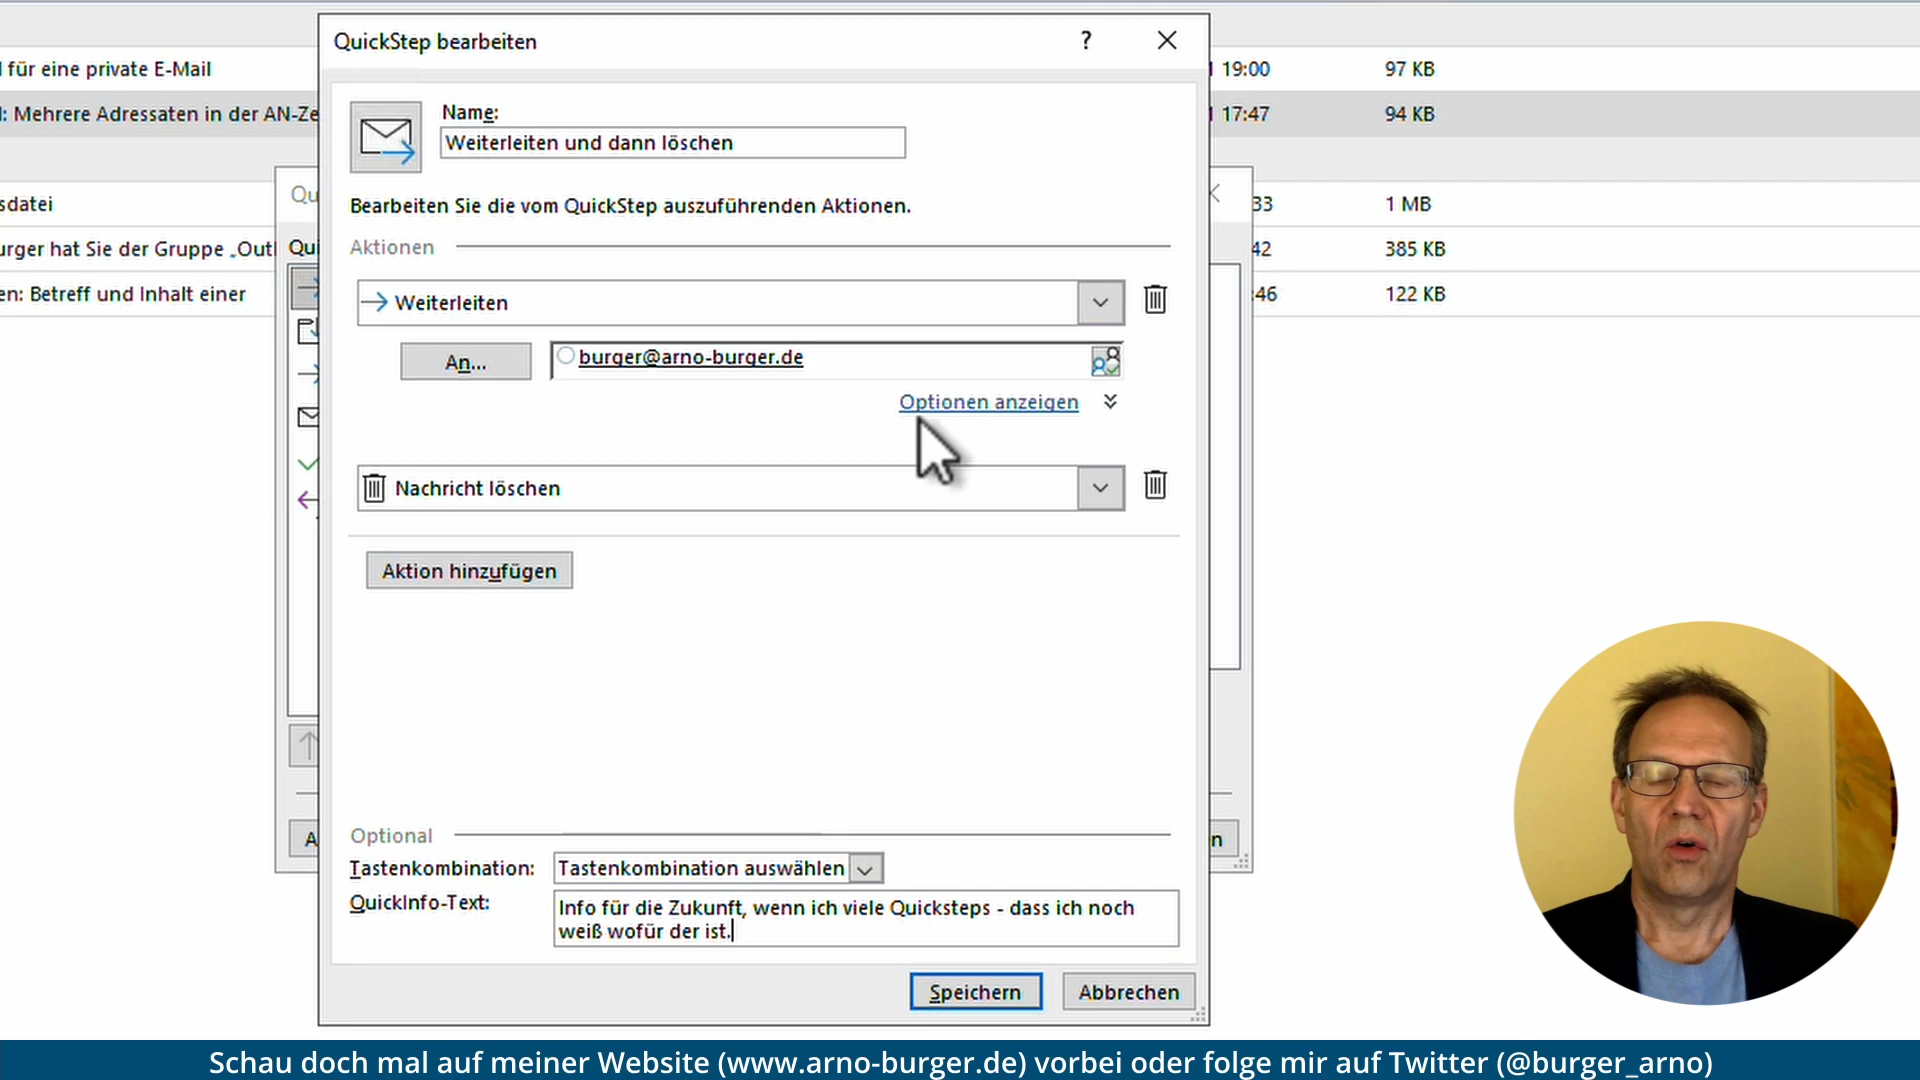 QuickStep bearbeiten
?
für eine private E-Mail
19:00
97 KB
Name:
: Mehrere Adressaten in der AN-Ze
17:47
94 KB
Weiterleiten und dann löschen
Qu
sdatei
Bearbeiten Sie die vom QuickStep auszuführenden Aktionen.
33
1 MB
urger hat Sie der Gruppe „Outl
Qui
Aktionen
42
385 KB
en: Betreff und Inhalt einer
Weiterleiten
:46
122 KB
An...
burger@arno-burger.de
Optionen anzeigen
Nachricht löschen
Aktion hinzufügen
Optional
A
n
Tastenkombination:
Tastenkombination auswählen
QuickInfo-Text:
Info für die Zukunft, wenn ich viele Quicksteps - dass ich noch
weiß wofür der ist.
Speichern
Abbrechen
Schau doch mal auf meiner Website (www.arno-burger.de) vorbei oder folge mir auf Twitter (@burger_arno)